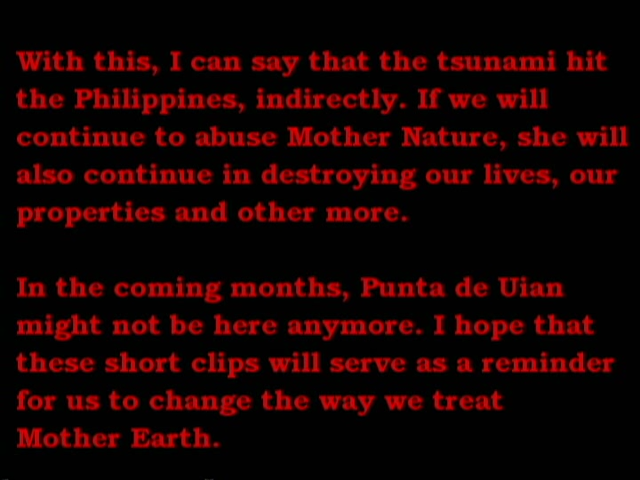 With this, I can say that the tsunami hit
the Philippines, indirectly. If we will
continue to abuse Mother Nature, she will
also continue in destroying our lives, our
properties and other more.
In the coming months, Punta de Uian
might not be here anymore. I hope that
these short clips will serve as a reminder
for us to change the way we treat
Mother Earth.